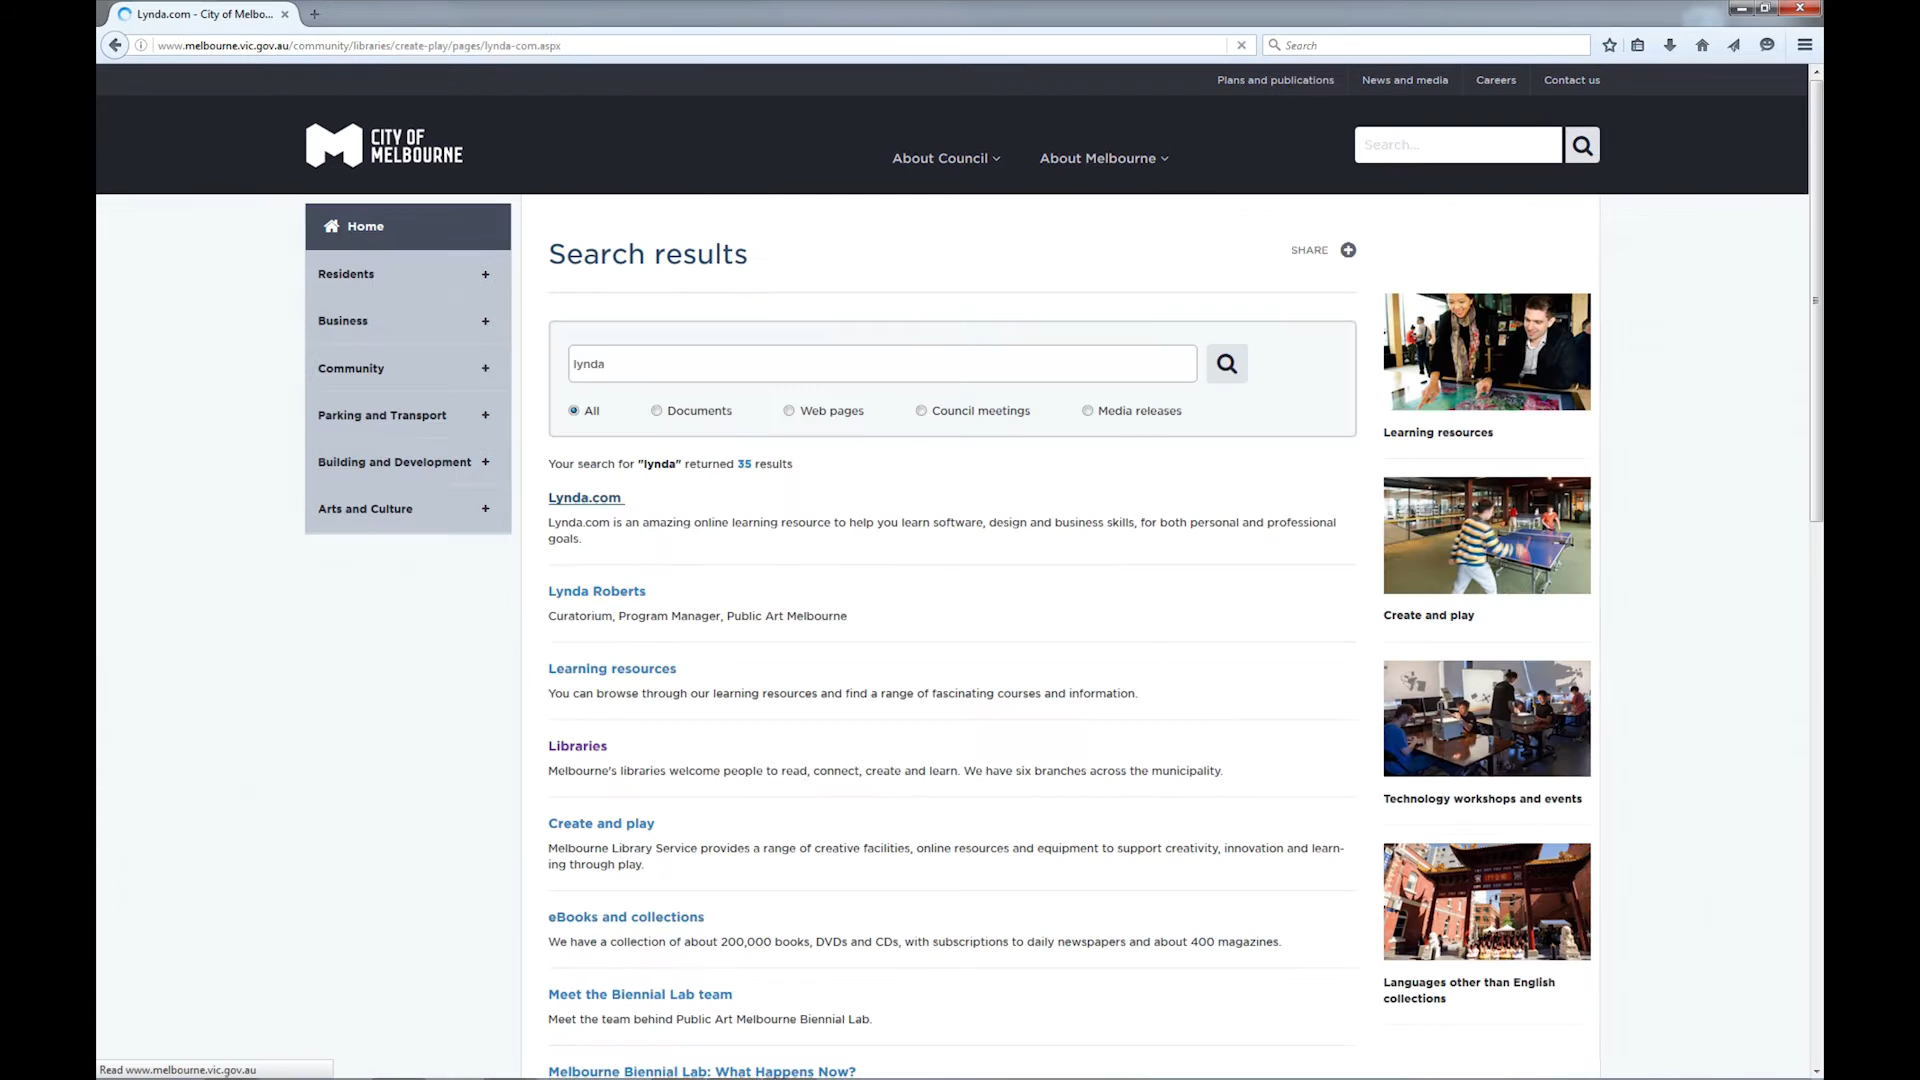 Lynda.com - City of Melbo...
www.melbourne.vic.gov.au/community/libraries/create-play/pages/lynda-com.aspx
Search
Plans and publications
News and media
Careers
Contact us
CITY OF
MELBOURNE
About Council
About Melbourne
Search...
Home
Residents
Business
Community
Parking and Transport
Building and Development
Arts and Culture
Search results
SHARE
lynda
All
Documents
Web pages
Council meetings
Media releases
Your search for "lynda" returned 35 results
Lynda.com
Lynda.com is an amazing online learning resource to help you learn software, design and business skills, for both personal and professional
goals.
Lynda Roberts
Curatorium, Program Manager, Public Art Melbourne
Learning resources
You can browse through our learning resources and find a range of fascinating courses and information.
Libraries
Melbourne's libraries welcome people to read, connect, create and learn. We have six branches across the municipality.
Create and play
Melbourne Library Service provides a range of creative facilities, online resources and equipment to support creativity, innovation and learn-
ing through play.
eBooks and collections
We have a collection of about 200,000 books, DVDs and CDs, with subscriptions to daily newspapers and about 400 magazines.
Meet the Biennial Lab team
Meet the team behind Public Art Melbourne Biennial Lab.
Melbourne Biennial Lab: What Happens Now?
Learning resources
Create and play
Technology workshops and events
Languages other than English
collections
Read www.melbourne.vic.gov.au